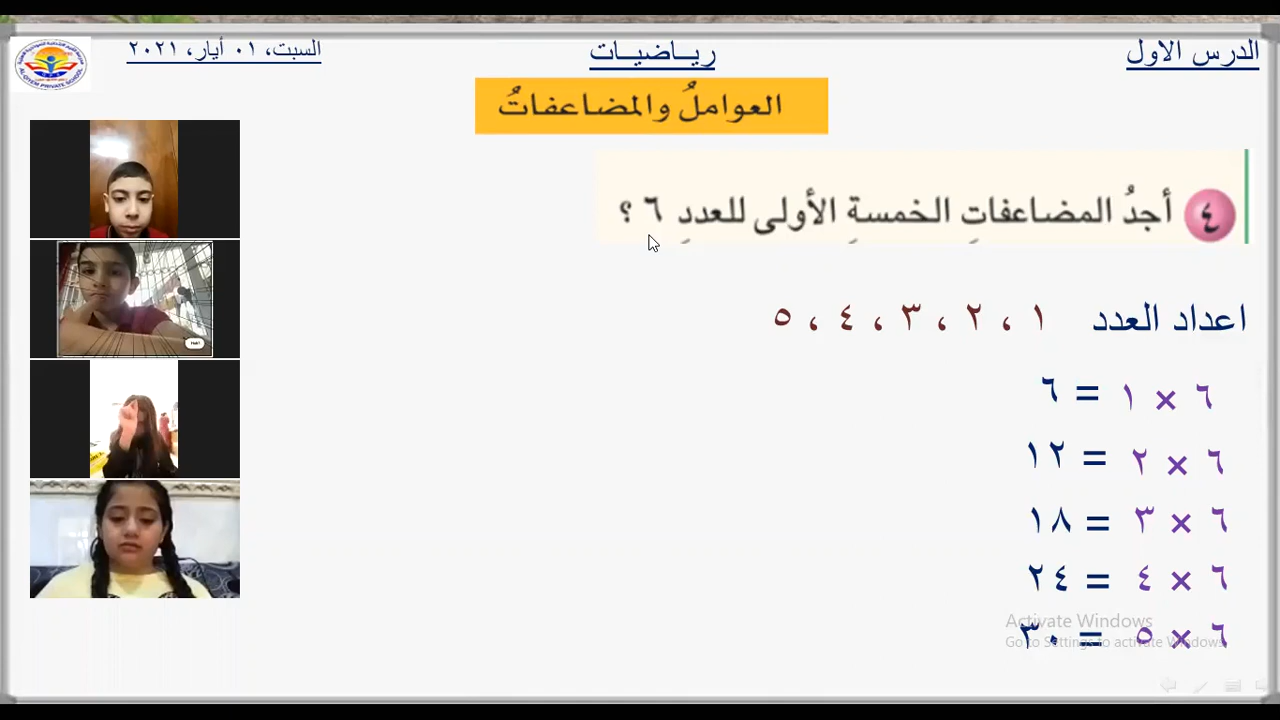 الدرس الاول
ريـاضيـات
السبت، ٠١ أيار، ٢٠٢١
العواملُ والمضاعفاتُ
٤ أجدُ المضاعفات الخمسة الأولى للعدد ٦ ؟
اعداد العدد ١ ، ٢ ، ٣ ، ٤ ، ٥
٦ × ١ = ٦
٦ × ٢ = ١٢
٦ × ٣ = ١٨
٦ × ٤ = ٢٤
٦ × ٥ = ٣٠
Activate Windows
Go to Settings to activate Windows.